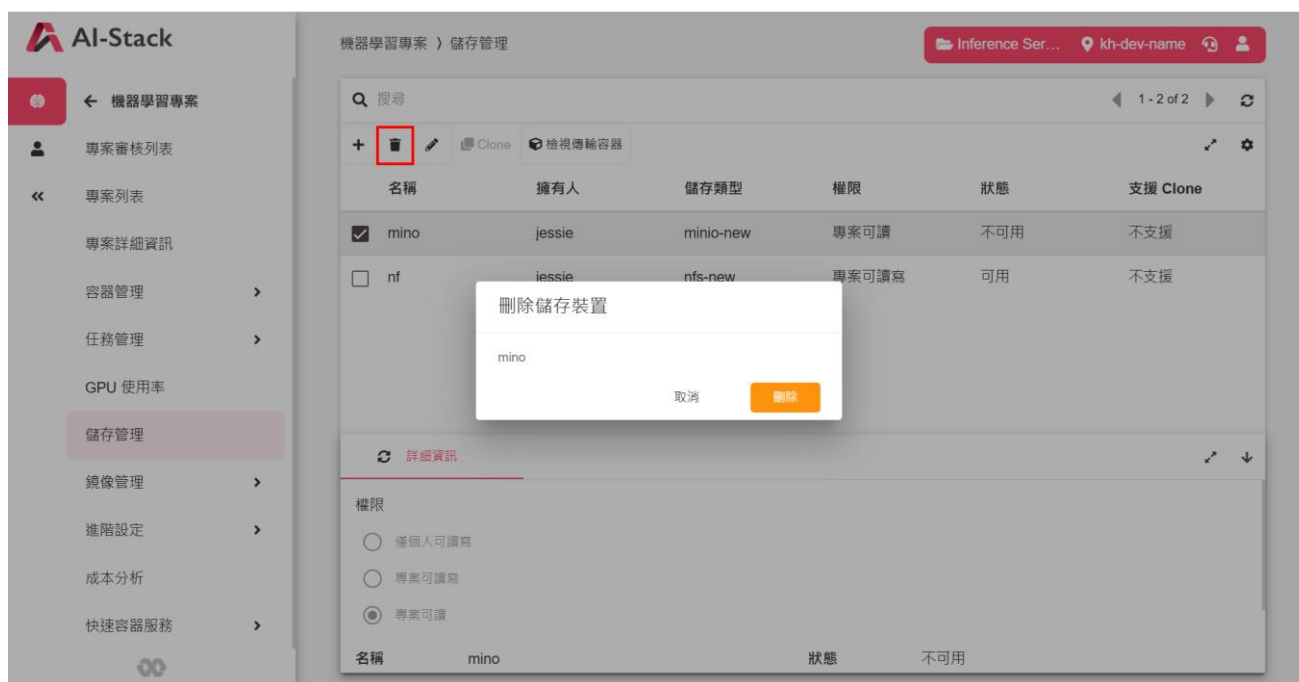 AI-Stack
機器學習專案 〉儲存管理
Inference Ser... kh-dev-name
機器學習專案
專案審核列表
專案列表
專案詳細資訊
容器管理
任務管理
GPU 使用率
儲存管理
鏡像管理
進階設定
成本分析
快速容器服務
搜尋
1 - 2 of 2
Clone 檢視傳輸容器
名稱 擁有人 儲存類型 權限 狀態 支援 Clone
mino jessie minio-new 專案可讀 不可用 不支援
nf jessie nfs-new 專案可讀寫 可用 不支援
刪除儲存裝置
mino
取消 刪除
詳細資訊
權限
僅個人可讀寫
專案可讀寫
專案可讀
名稱 mino 狀態 不可用